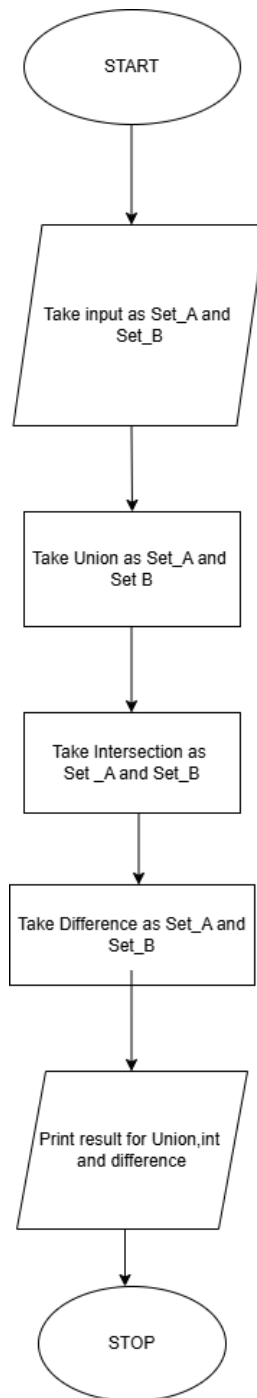 START
Take input as Set_A and
Set_B
Take Union as Set_A and
Set B
Take Intersection as
Set _A and Set_B
Take Difference as Set_A and
Set_B
Print result for Union,int
and difference
STOP